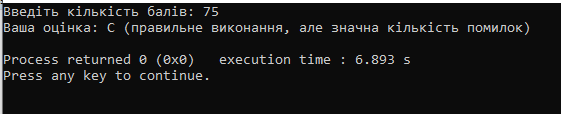 Введіть кількість балів: 75
Ваша оцінка: C (правильне виконання, але значна кількість помилок)
Process returned 0 (0x0)   execution time : 6.893 s
Press any key to continue.